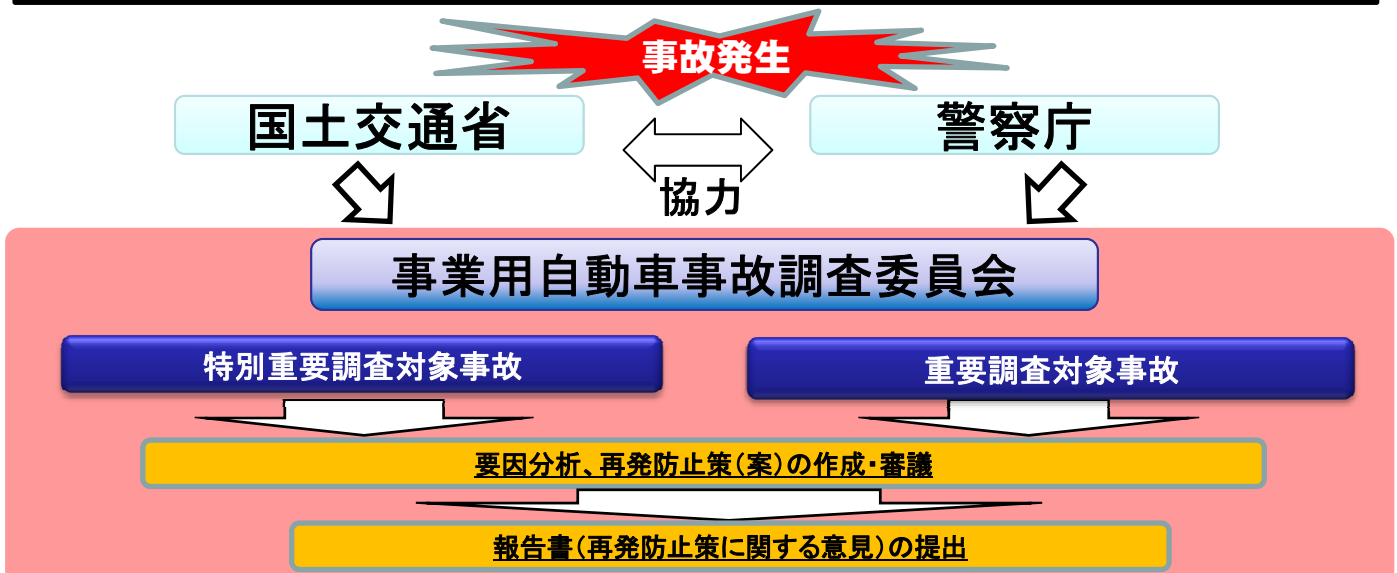 事故発生
国土交通省
警察庁
協力
事業用自動車事故調査委員会
特別重要調査対象事故
重要調査対象事故
要因分析、再発防止策(案)の作成・審議
報告書(再発防止策に関する意見)の提出